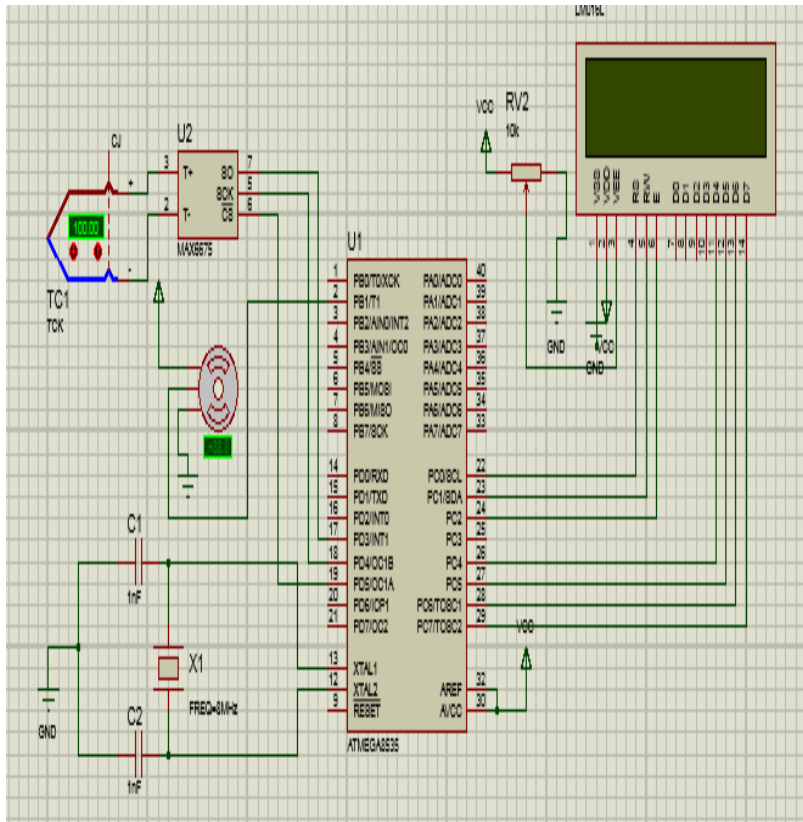 LM016L
VCC
RV2
10k
U2
CJ
3 T+ SO 7
SCK 5
2 T- CS 6
MAX6675
+
100.00
-
TC1
TCK
VSS VDD VEE RS RW E D0 D1 D2 D3 D4 D5 D6 D7
1 2 3 4 5 6 7 8 9 10 11 12 13 14
GND
VCC
GND
U1
1 PB0/T0/XCK PA0/ADC0 40
2 PB1/T1 PA1/ADC1 39
3 PB2/AIN0/INT2 PA2/ADC2 38
4 PB3/AIN1/OC0 PA3/ADC3 37
5 PB4/SS PA4/ADC4 36
6 PB5/MOSI PA5/ADC5 35
7 PB6/MISO PA6/ADC6 34
8 PB7/SCK PA7/ADC7 33
14 PD0/RXD PC0/SCL 22
15 PD1/TXD PC1/SDA 23
16 PD2/INT0 PC2 24
17 PD3/INT1 PC3 25
18 PD4/OC1B PC4 26
19 PD5/OC1A PC5 27
20 PD6/ICP1 PC6/TOSC1 28
21 PD7/OC2 PC7/TOSC2 29
13 XTAL1
12 XTAL2 AREF 32
9 RESET AVCC 30
ATMEGA8535
VCC
C1
1nF
X1
FREQ=8MHz
GND
C2
1nF